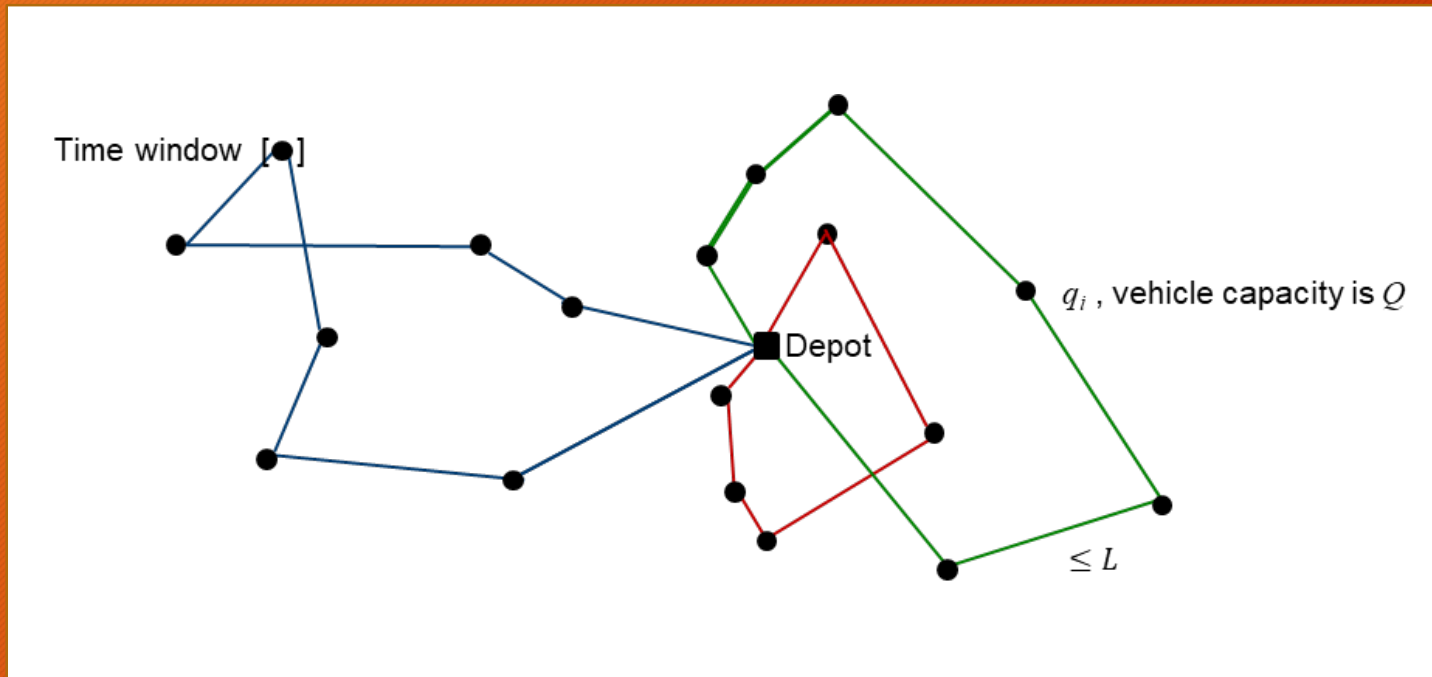 Time window [ ]
q_i , vehicle capacity is Q
Depot
≤ L